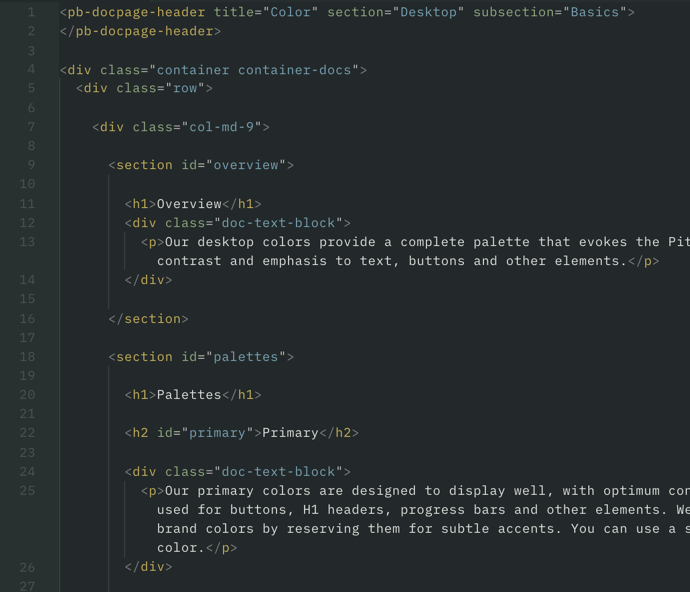 1 <pb-docpage-header title="Color" section="Desktop" subsection="Basics">
2 </pb-docpage-header>
3
4 <div class="container container-docs">
5 <div class="row">
6
7 <div class="col-md-9">
8
9 <section id="overview">
10
11 <h1>Overview</h1>
12 <div class="doc-text-block">
13 <p>Our desktop colors provide a complete palette that evokes the Pit
contrast and emphasis to text, buttons and other elements.</p>
14 </div>
15
16 </section>
17
18 <section id="palettes">
19
20 <h1>Palettes</h1>
21
22 <h2 id="primary">Primary</h2>
23
24 <div class="doc-text-block">
25 <p>Our primary colors are designed to display well, with optimum con
used for buttons, H1 headers, progress bars and other elements. We
brand colors by reserving them for subtle accents. You can use a s
color.</p>
26 </div>
27